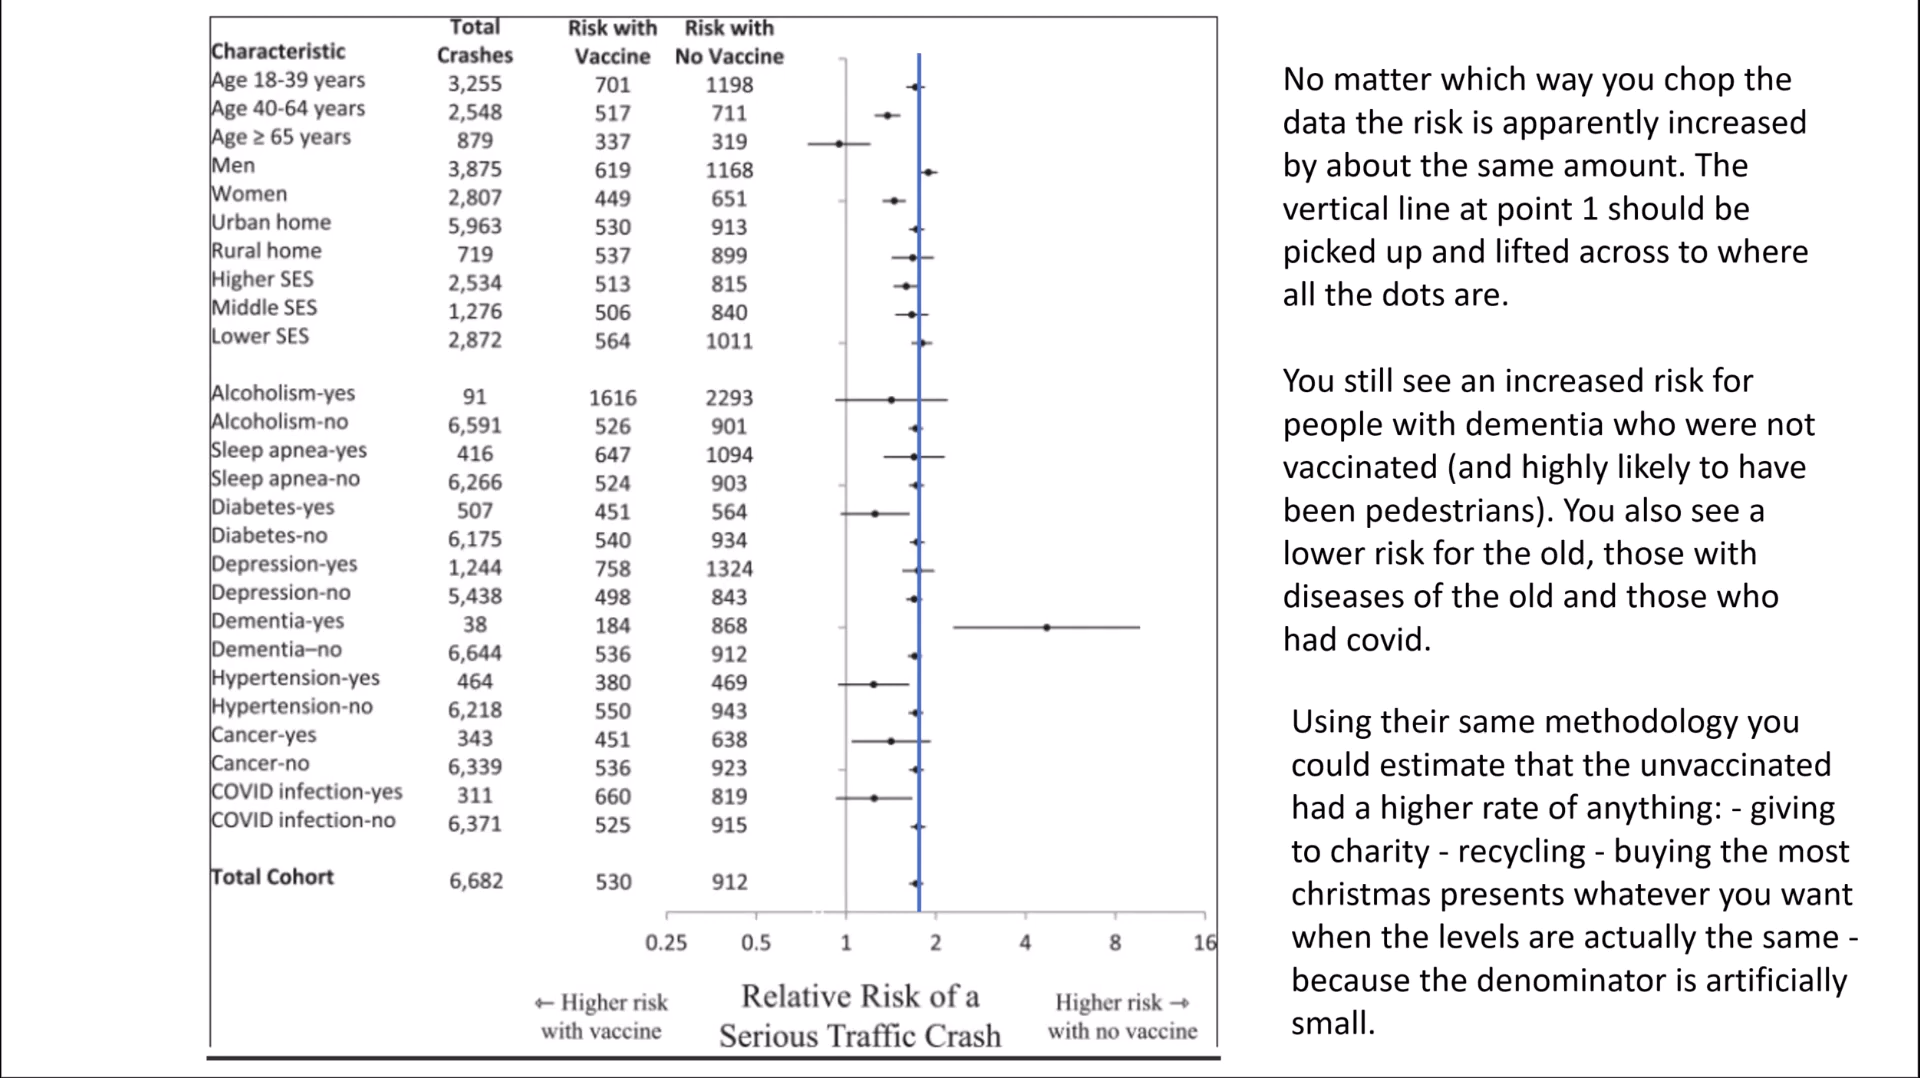 Characteristic Total Crashes Risk with Vaccine Risk with No Vaccine
Age 18-39 years 3,255 701 1198
Age 40-64 years 2,548 517 711
Age ≥ 65 years 879 337 319
Men 3,875 619 1168
Women 2,807 449 651
Urban home 5,963 530 913
Rural home 719 537 899
Higher SES 2,534 513 815
Middle SES 1,276 506 840
Lower SES 2,872 564 1011
Alcoholism-yes 91 1616 2293
Alcoholism-no 6,591 526 901
Sleep apnea-yes 416 647 1094
Sleep apnea-no 6,266 524 903
Diabetes-yes 507 451 564
Diabetes-no 6,175 540 934
Depression-yes 1,244 758 1324
Depression-no 5,438 498 843
Dementia-yes 38 184 868
Dementia–no 6,644 536 912
Hypertension-yes 464 380 469
Hypertension-no 6,218 550 943
Cancer-yes 343 451 638
Cancer-no 6,339 536 923
COVID infection-yes 311 660 819
COVID infection-no 6,371 525 915
Total Cohort 6,682 530 912
0.25 0.5 1 2 4 8 16
← Higher risk
with vaccine
Relative Risk of a
Serious Traffic Crash
Higher risk →
with no vaccine
No matter which way you chop the
data the risk is apparently increased
by about the same amount. The
vertical line at point 1 should be
picked up and lifted across to where
all the dots are.
You still see an increased risk for
people with dementia who were not
vaccinated (and highly likely to have
been pedestrians). You also see a
lower risk for the old, those with
diseases of the old and those who
had covid.
Using their same methodology you
could estimate that the unvaccinated
had a higher rate of anything: - giving
to charity - recycling - buying the most
christmas presents whatever you want
when the levels are actually the same -
because the denominator is artificially
small.